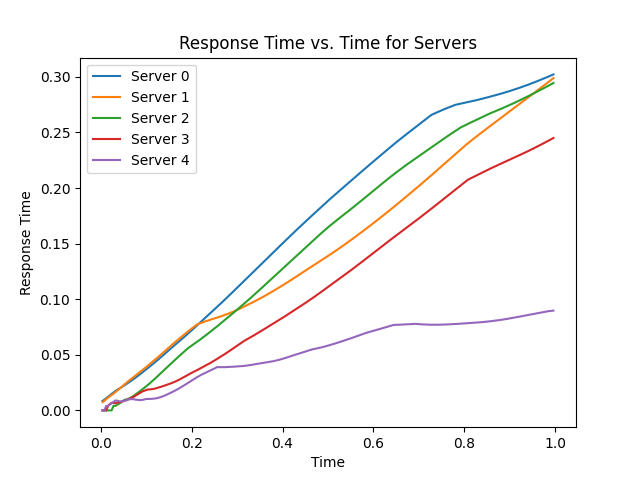 Response Time vs. Time for Servers
0.30
0.25
0.20
0.15
0.10
0.05
0.00
Response Time
Server 0
Server 1
Server 2
Server 3
Server 4
0.0 0.2 0.4 0.6 0.8 1.0
Time